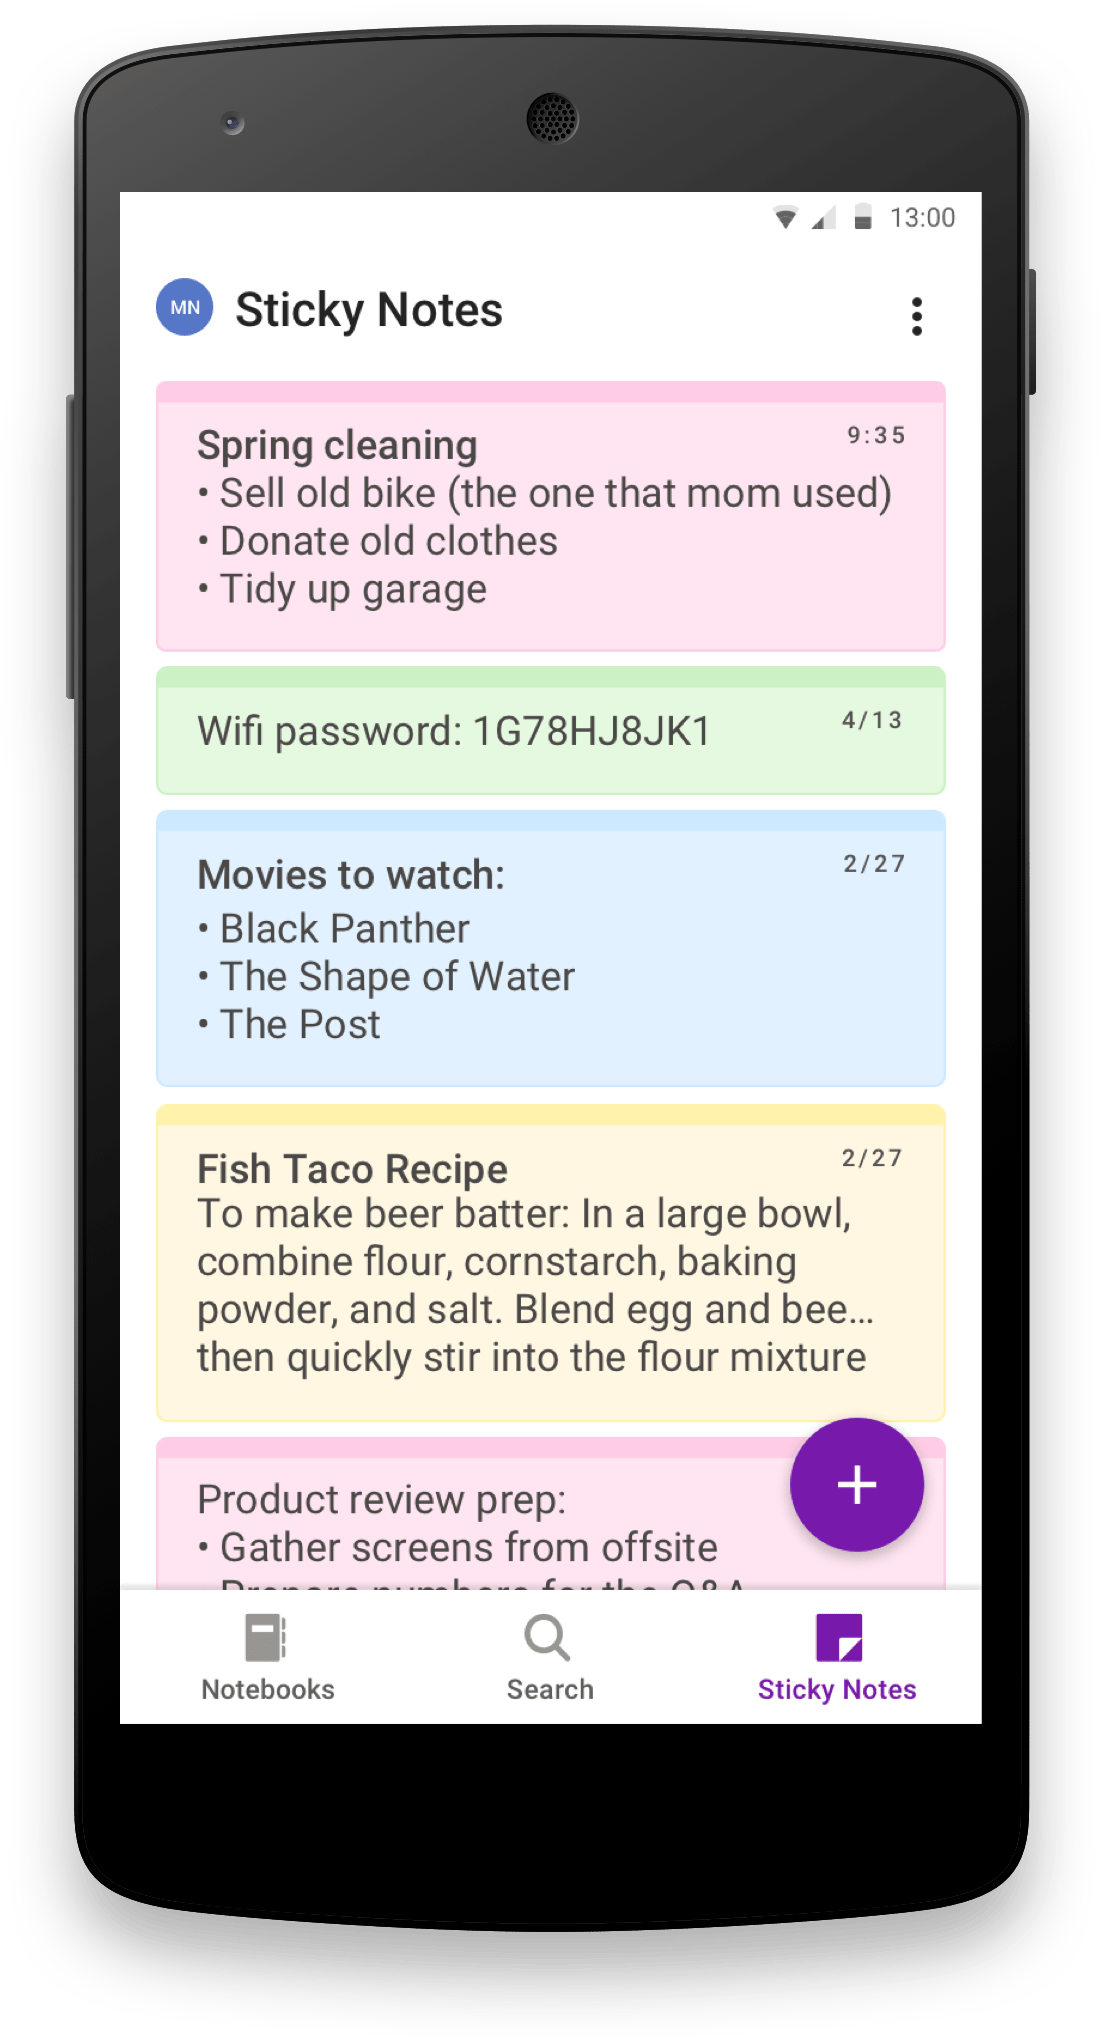 13:00
MN
Sticky Notes
Spring cleaning
9:35
• Sell old bike (the one that mom used)
• Donate old clothes
• Tidy up garage
Wifi password: 1G78HJ8JK1
4/13
Movies to watch:
2/27
• Black Panther
• The Shape of Water
• The Post
Fish Taco Recipe
2/27
To make beer batter: In a large bowl,
combine flour, cornstarch, baking
powder, and salt. Blend egg and bee…
then quickly stir into the flour mixture
Product review prep:
• Gather screens from offsite
Prepare numbers for the Q&A
Notebooks
Search
Sticky Notes